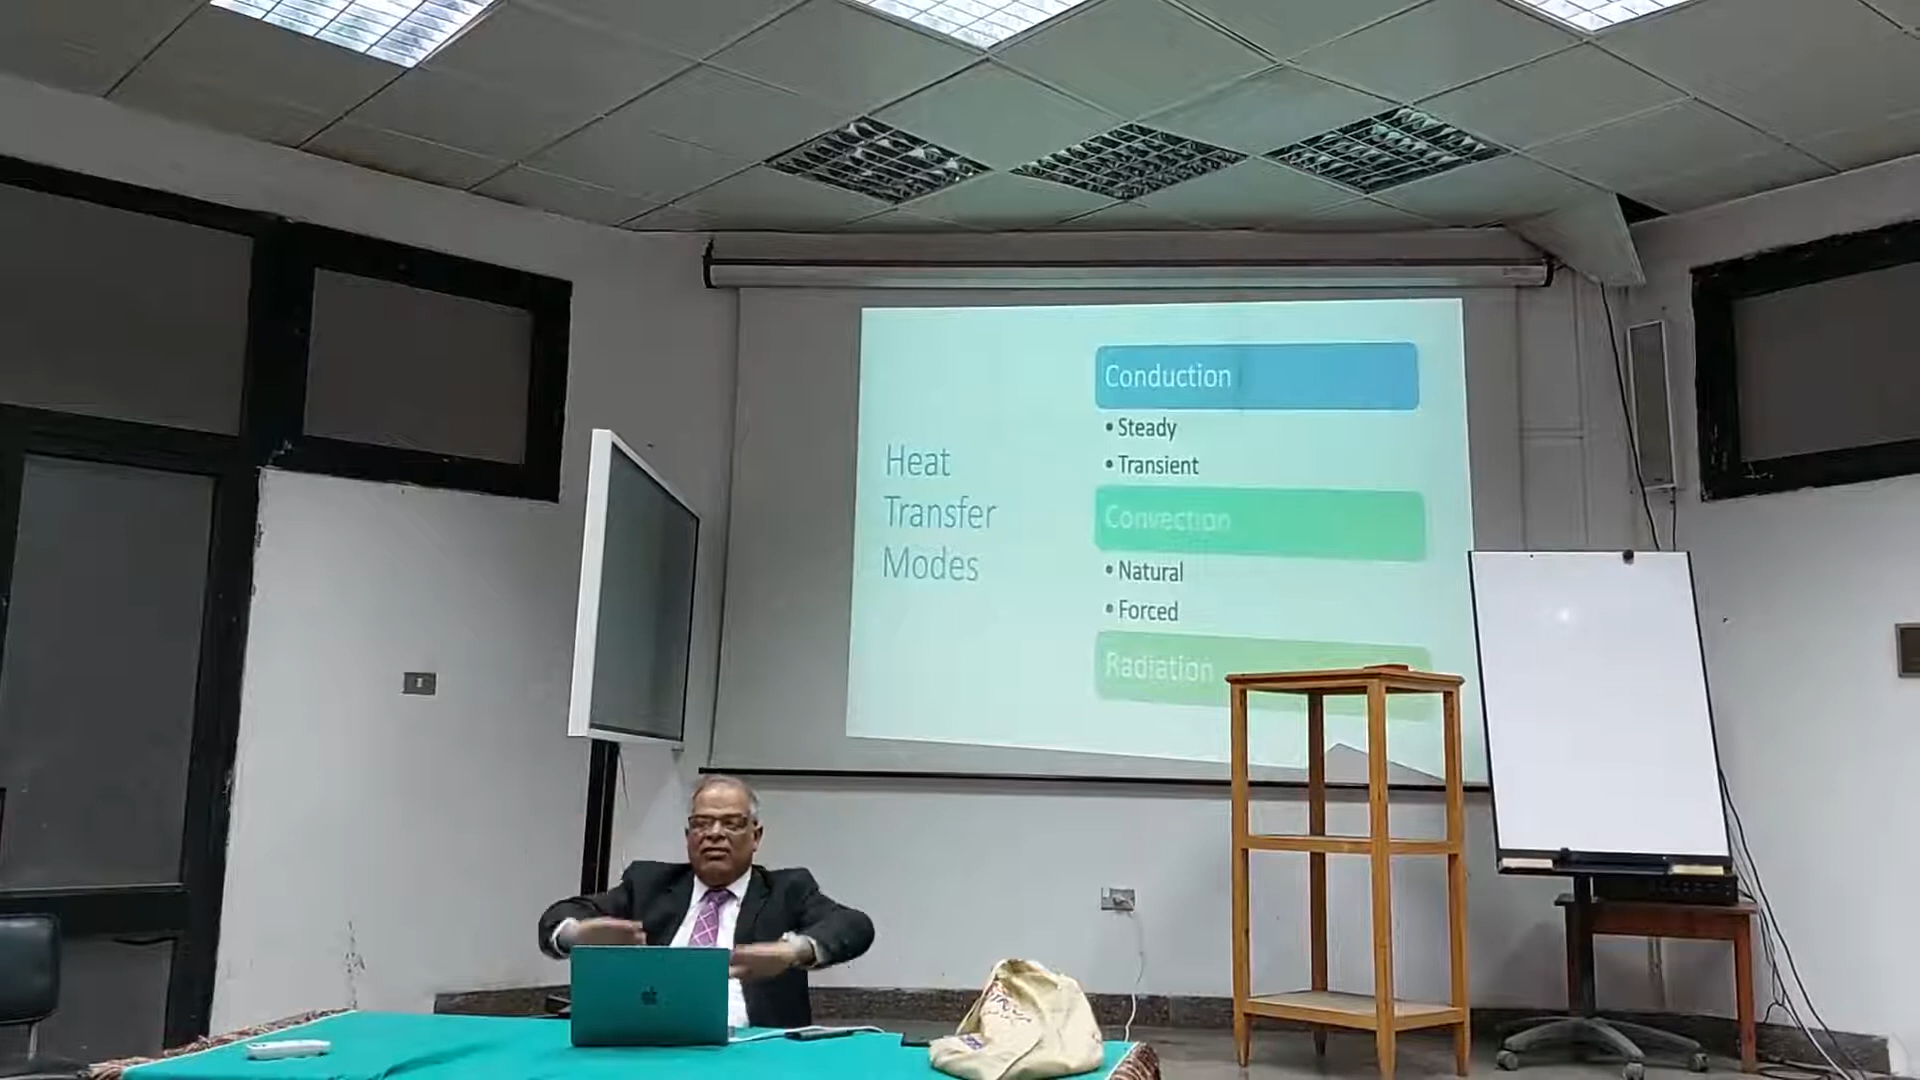 Heat
Transfer
Modes
Conduction
• Steady
• Transient
Convection
• Natural
• Forced
Radiation